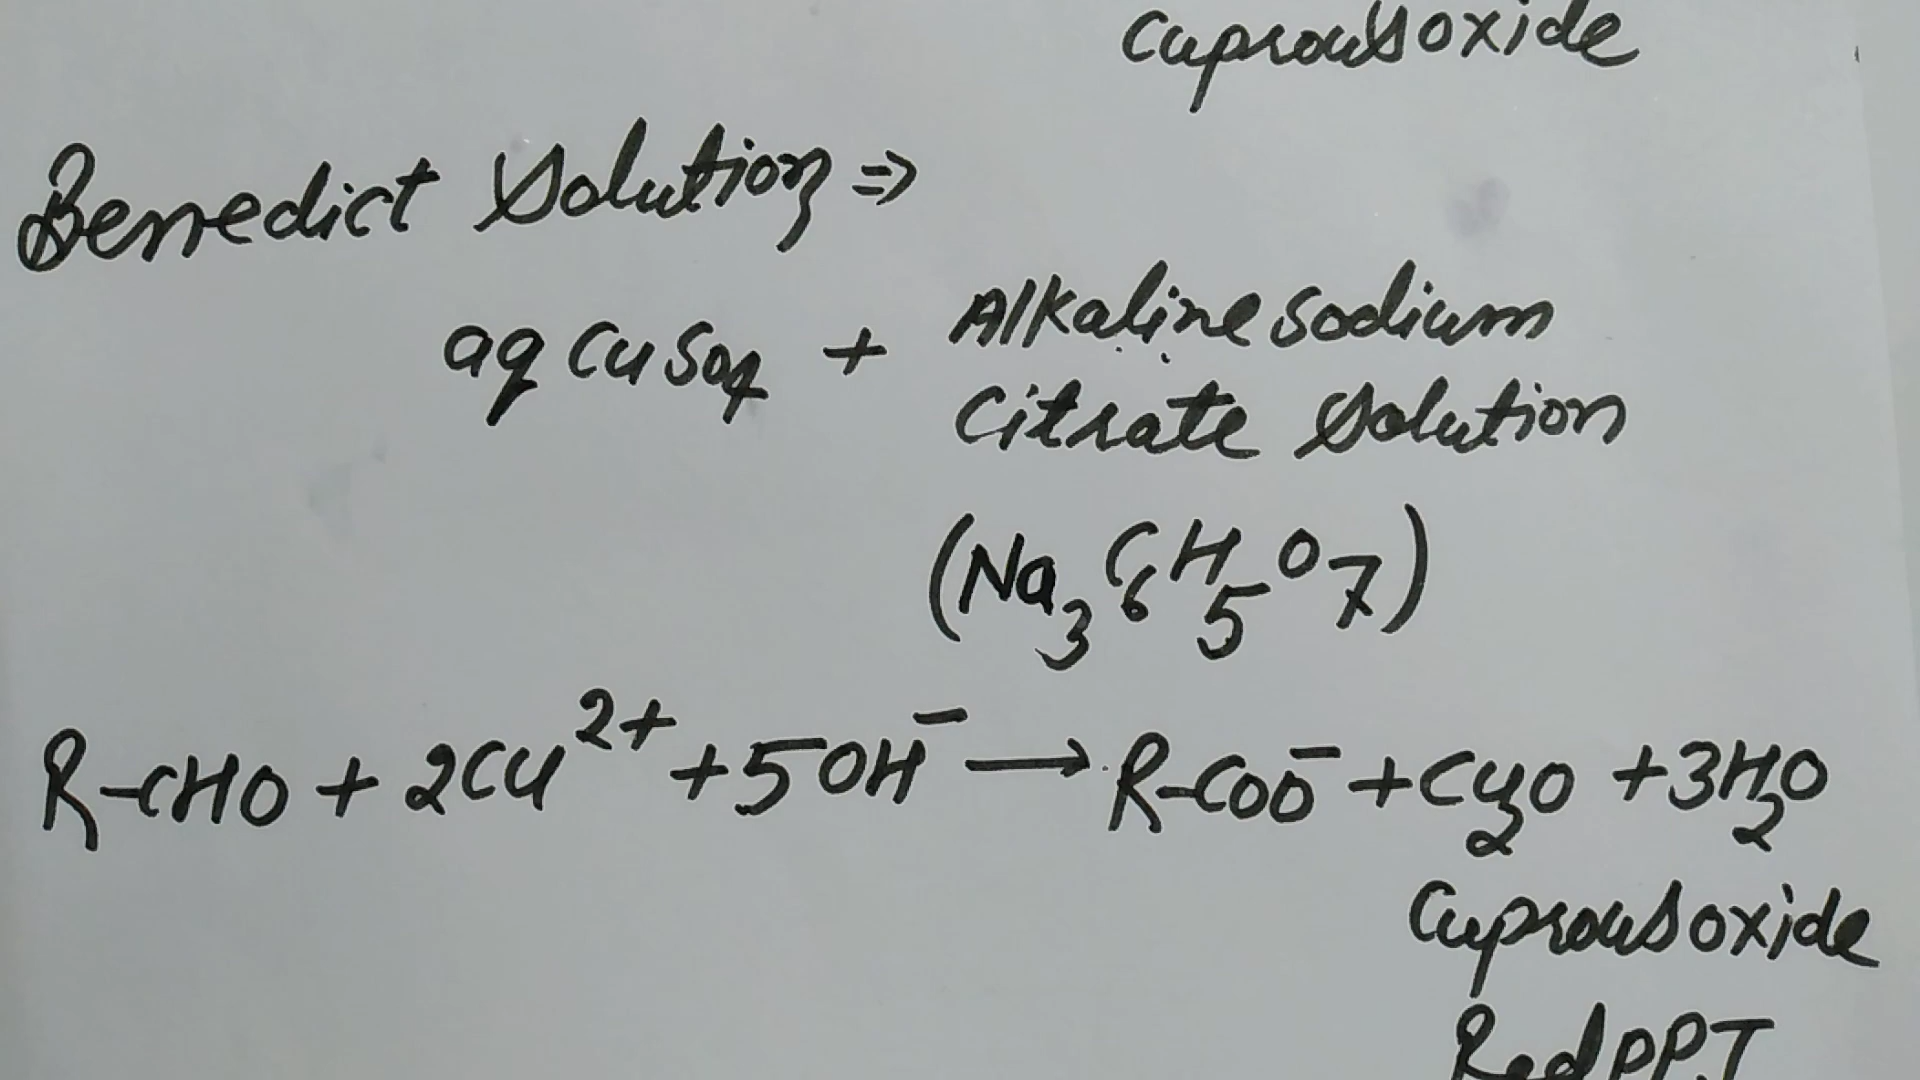 Cuprous oxide
Benedict Solution ⇒
aq CuSO4 + Alkaline sodium
Citrate Solution
(Na3C6H5O7)
R-CHO + 2Cu2+ + 5OH- → R-COO- + Cu2O + 3H2O
Cuprous oxide
Red PPT